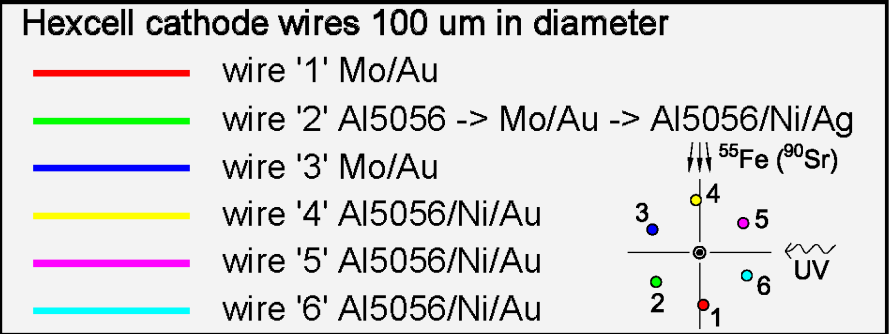 Hexcell cathode wires 100 um in diameter
wire '1' Mo/Au
wire '2' Al5056 -> Mo/Au -> Al5056/Ni/Ag
wire '3' Mo/Au
wire '4' Al5056/Ni/Au
wire '5' Al5056/Ni/Au
wire '6' Al5056/Ni/Au
⁵⁵Fe (⁹⁰Sr)
4
3
5
UV
6
2
1